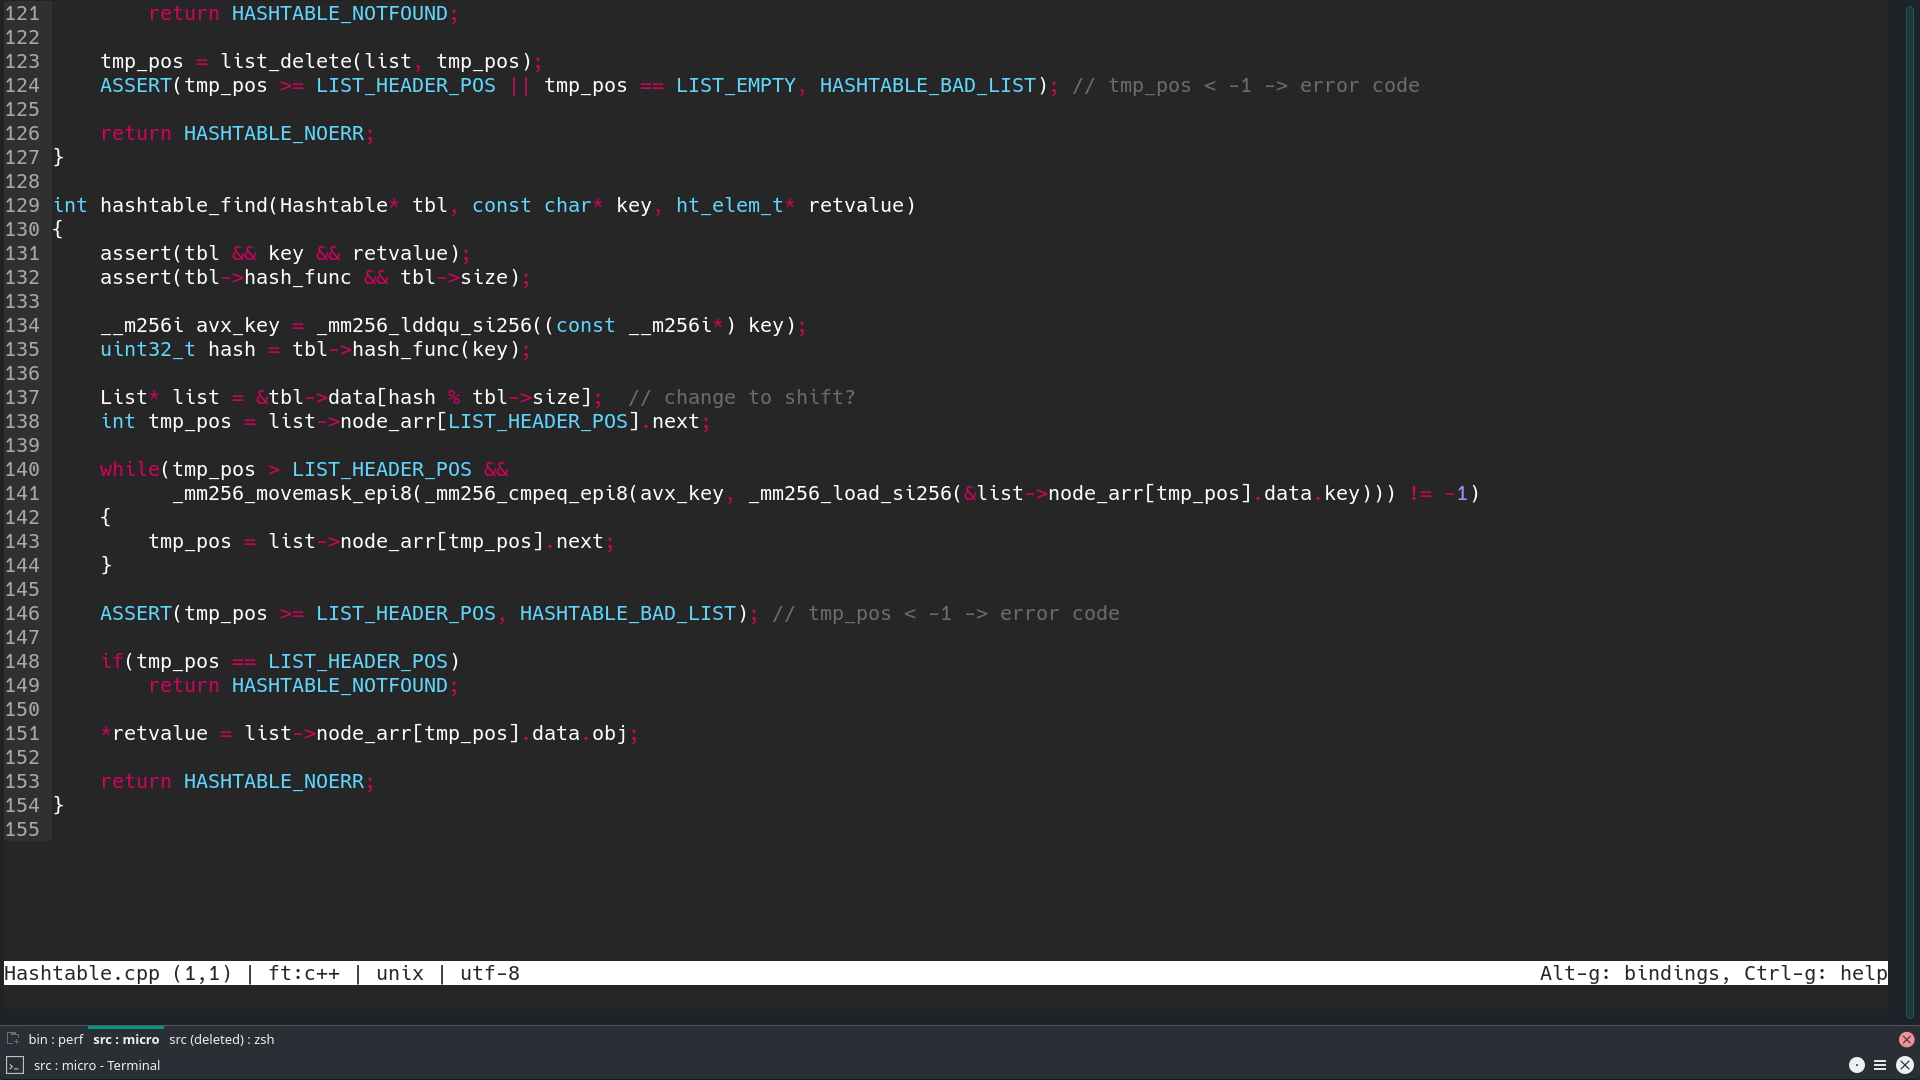 121         return HASHTABLE_NOTFOUND;
122
123     tmp_pos = list_delete(list, tmp_pos);
124     ASSERT(tmp_pos >= LIST_HEADER_POS || tmp_pos == LIST_EMPTY, HASHTABLE_BAD_LIST); // tmp_pos < -1 -> error code
125
126     return HASHTABLE_NOERR;
127 }
128
129 int hashtable_find(Hashtable* tbl, const char* key, ht_elem_t* retvalue)
130 {
131     assert(tbl && key && retvalue);
132     assert(tbl->hash_func && tbl->size);
133
134     __m256i avx_key = _mm256_lddqu_si256((const __m256i*) key);
135     uint32_t hash = tbl->hash_func(key);
136
137     List* list = &tbl->data[hash % tbl->size];  // change to shift?
138     int tmp_pos = list->node_arr[LIST_HEADER_POS].next;
139
140     while(tmp_pos > LIST_HEADER_POS &&
141           _mm256_movemask_epi8(_mm256_cmpeq_epi8(avx_key, _mm256_load_si256(&list->node_arr[tmp_pos].data.key))) != -1)
142     {
143         tmp_pos = list->node_arr[tmp_pos].next;
144     }
145
146     ASSERT(tmp_pos >= LIST_HEADER_POS, HASHTABLE_BAD_LIST); // tmp_pos < -1 -> error code
147
148     if(tmp_pos == LIST_HEADER_POS)
149         return HASHTABLE_NOTFOUND;
150
151     *retvalue = list->node_arr[tmp_pos].data.obj;
152
153     return HASHTABLE_NOERR;
154 }
155
Hashtable.cpp (1,1) | ft:c++ | unix | utf-8 Alt-g: bindings, Ctrl-g: help
bin : perf src : micro src (deleted) : zsh
src : micro - Terminal